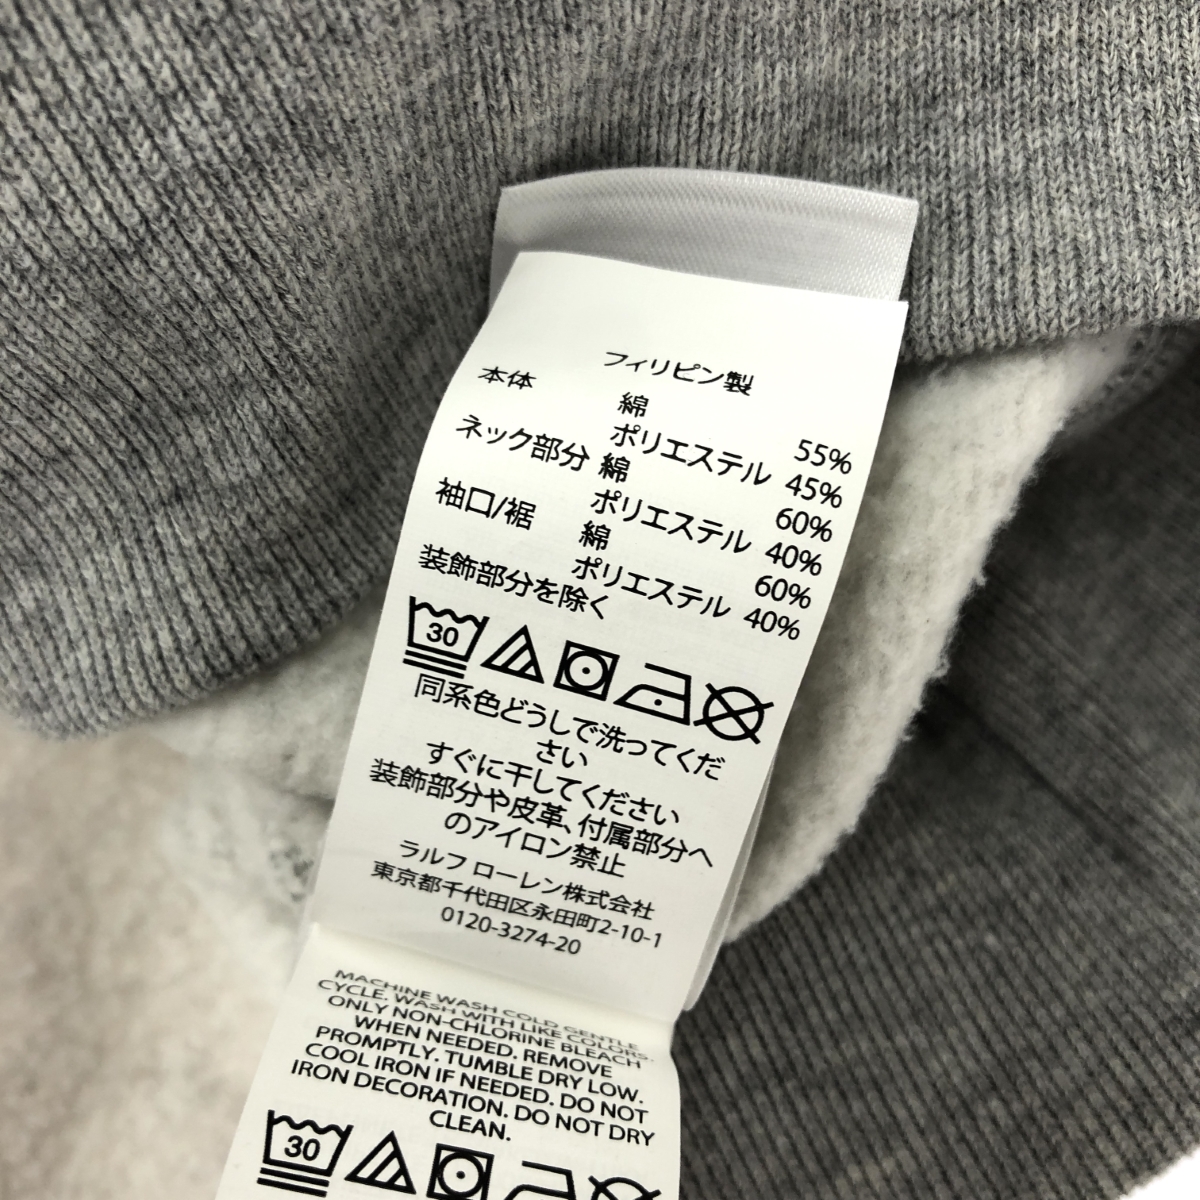 フィリピン製
本体 綿 55%
ポリエステル 45%
ネック部分 綿 60%
ポリエステル 40%
袖口/裾 綿 60%
ポリエステル 40%
装飾部分を除く
30
同系色どうしで洗ってくだ
さい
すぐに干してください
装飾部分や皮革、付属部分へ
のアイロン禁止
ラルフ ローレン株式会社
東京都千代田区永田町2-10-1
0120-3274-20
MACHINE WASH COLD GENTLE
CYCLE. WASH WITH LIKE COLORS.
ONLY NON-CHLORINE BLEACH
WHEN NEEDED. REMOVE
PROMPTLY. TUMBLE DRY LOW.
COOL IRON IF NEEDED. DO NOT
IRON DECORATION. DO NOT DRY
CLEAN.
30